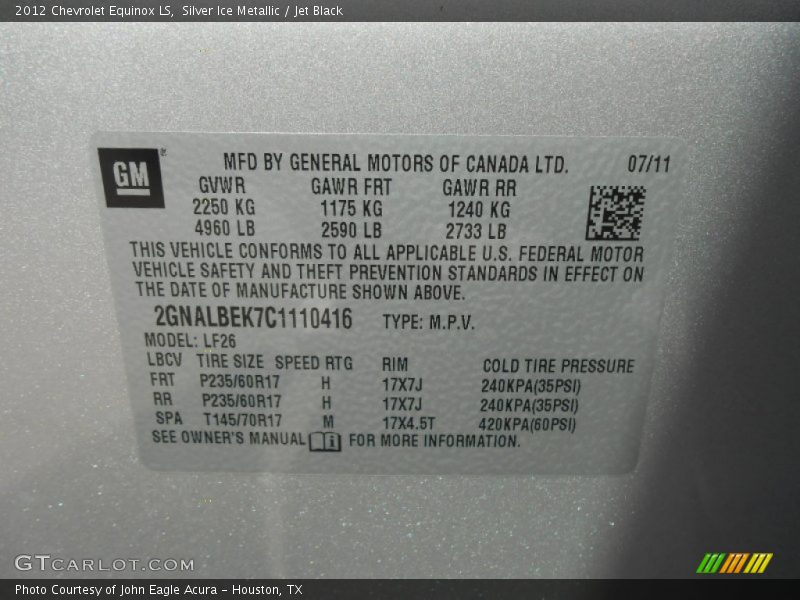 2012 Chevrolet Equinox LS,  Silver Ice Metallic / Jet Black
GM
MFD BY GENERAL MOTORS OF CANADA LTD. 07/11
GVWR GAWR FRT GAWR RR
2250 KG 1175 KG 1240 KG
4960 LB 2590 LB 2733 LB
THIS VEHICLE CONFORMS TO ALL APPLICABLE U.S. FEDERAL MOTOR
VEHICLE SAFETY AND THEFT PREVENTION STANDARDS IN EFFECT ON
THE DATE OF MANUFACTURE SHOWN ABOVE.
2GNALBEK7C1110416 TYPE: M.P.V.
MODEL: LF26
LBCV TIRE SIZE SPEED RTG RIM COLD TIRE PRESSURE
FRT P235/60R17 H 17X7J 240KPA(35PSI)
RR P235/60R17 H 17X7J 240KPA(35PSI)
SPA T145/70R17 M 17X4.5T 420KPA(60PSI)
SEE OWNER'S MANUAL FOR MORE INFORMATION.
GTCARLOT.COM
Photo Courtesy of John Eagle Acura - Houston, TX